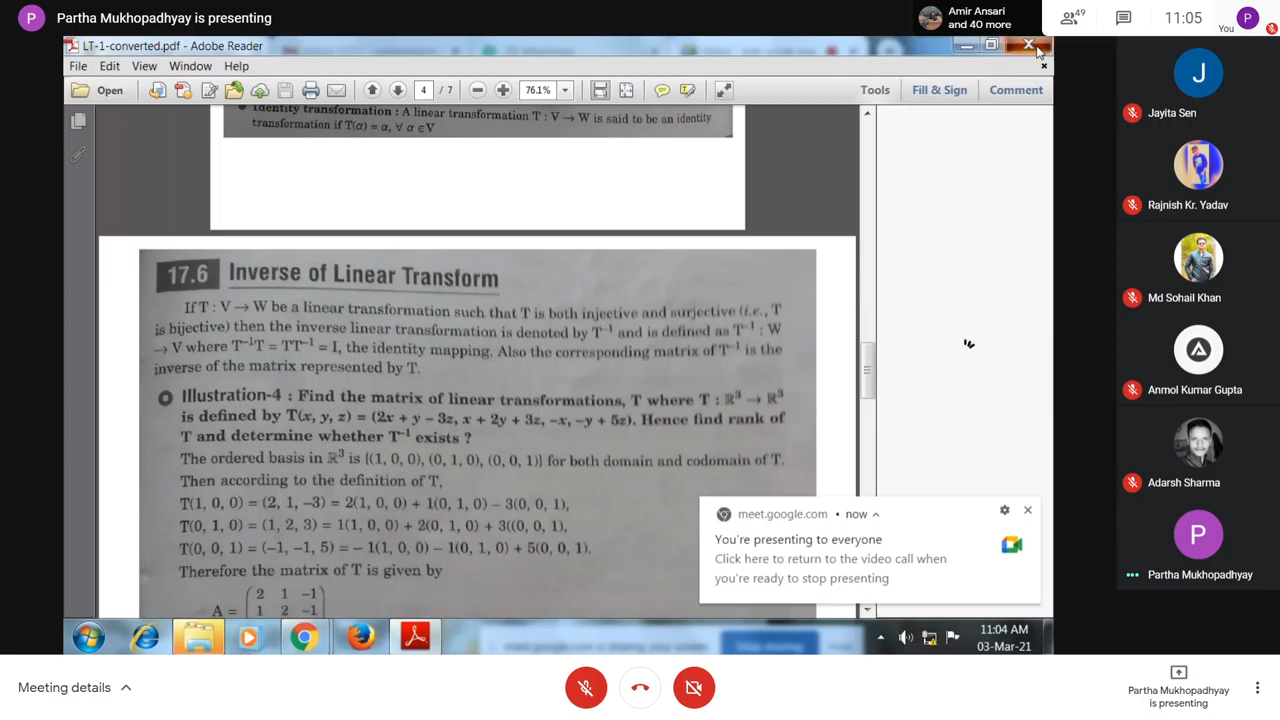 P
Partha Mukhopadhyay is presenting
Amir Ansari
and 40 more
49
11:05
You
P
LT-1-converted.pdf - Adobe Reader
File Edit View Window Help
Open
4 / 7
76.1%
Tools Fill & Sign Comment
Identity transformation : A linear transformation T : V → W is said to be an identity
transformation if T(α) = α, ∀ α ∈V
17.6 Inverse of Linear Transform
If T : V → W be a linear transformation such that T is both injective and surjective (i.e., T
is bijective) then the inverse linear transformation is denoted by T⁻¹ and is defined as T⁻¹ : W
→ V where T⁻¹T = TT⁻¹ = I, the identity mapping. Also the corresponding matrix of T⁻¹ is the
inverse of the matrix represented by T.
Illustration-4 : Find the matrix of linear transformations, T where T : ℝ³ → ℝ³
is defined by T(x, y, z) = (2x + y – 3z, x + 2y + 3z, –x, –y + 5z). Hence find rank of
T and determine whether T⁻¹ exists ?
The ordered basis in ℝ³ is {(1, 0, 0), (0, 1, 0), (0, 0, 1)} for both domain and codomain of T.
Then according to the definition of T,
T(1, 0, 0) = (2, 1, –3) = 2(1, 0, 0) + 1(0, 1, 0) – 3(0, 0, 1),
T(0, 1, 0) = (1, 2, 3) = 1(1, 0, 0) + 2(0, 1, 0) + 3((0, 0, 1),
T(0, 0, 1) = (–1, –1, 5) = – 1(1, 0, 0) – 1(0, 1, 0) + 5(0, 0, 1).
Therefore the matrix of T is given by
2 1 –1
A = 1 2 –1
meet.google.com • now
You're presenting to everyone
Click here to return to the video call when
you're ready to stop presenting
11:04 AM
03-Mar-21
J
Jayita Sen
Rajnish Kr. Yadav
Md Sohail Khan
Anmol Kumar Gupta
Adarsh Sharma
P
Partha Mukhopadhyay
Meeting details
Partha Mukhopadhyay
is presenting